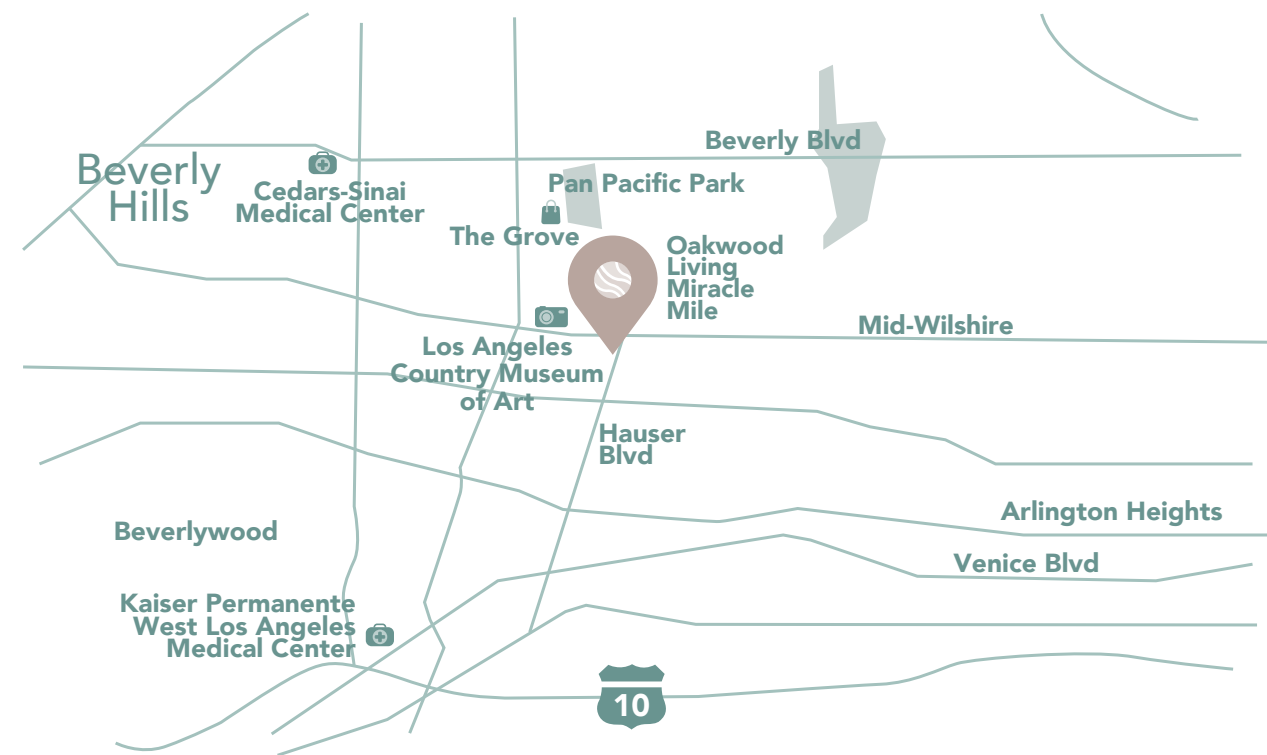 Beverly Blvd
Beverly
Hills
Cedars-Sinai
Medical Center
Pan Pacific Park
The Grove
Oakwood
Living
Miracle
Mile
Mid-Wilshire
Los Angeles
Country Museum
of Art
Hauser
Blvd
Arlington Heights
Beverlywood
Venice Blvd
Kaiser Permanente
West Los Angeles
Medical Center
10